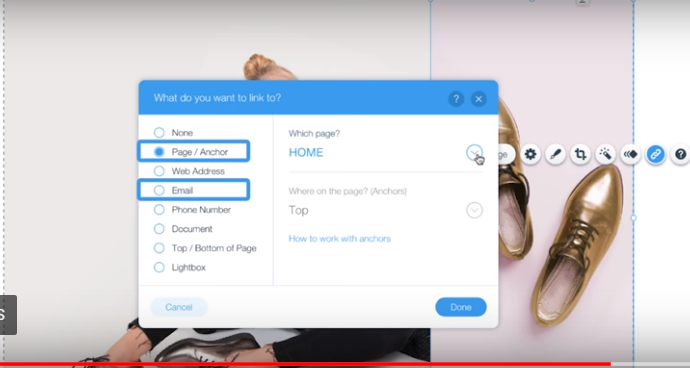 What do you want to link to?
?
None
Page / Anchor
Web Address
Email
Phone Number
Document
Top / Bottom of Page
Lightbox
Which page?
HOME
Where on the page? (Anchors)
Top
How to work with anchors
Cancel
Done
ge
?
S